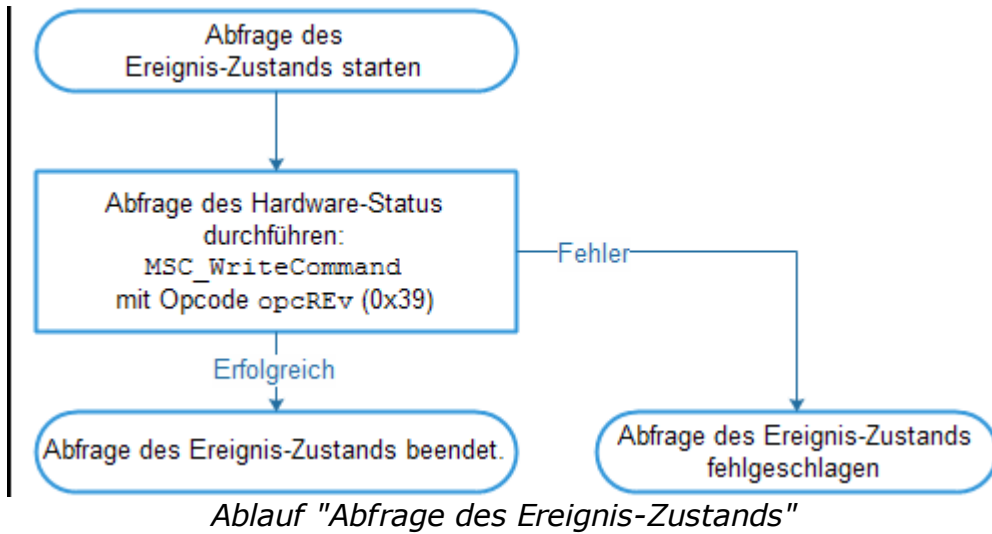 Abfrage des
Ereignis-Zustands starten
Abfrage des Hardware-Status
durchführen:
MSC_WriteCommand
mit Opcode opcREv (0x39)
Fehler
Erfolgreich
Abfrage des Ereignis-Zustands beendet.
Abfrage des Ereignis-Zustands
fehlgeschlagen
Ablauf "Abfrage des Ereignis-Zustands"